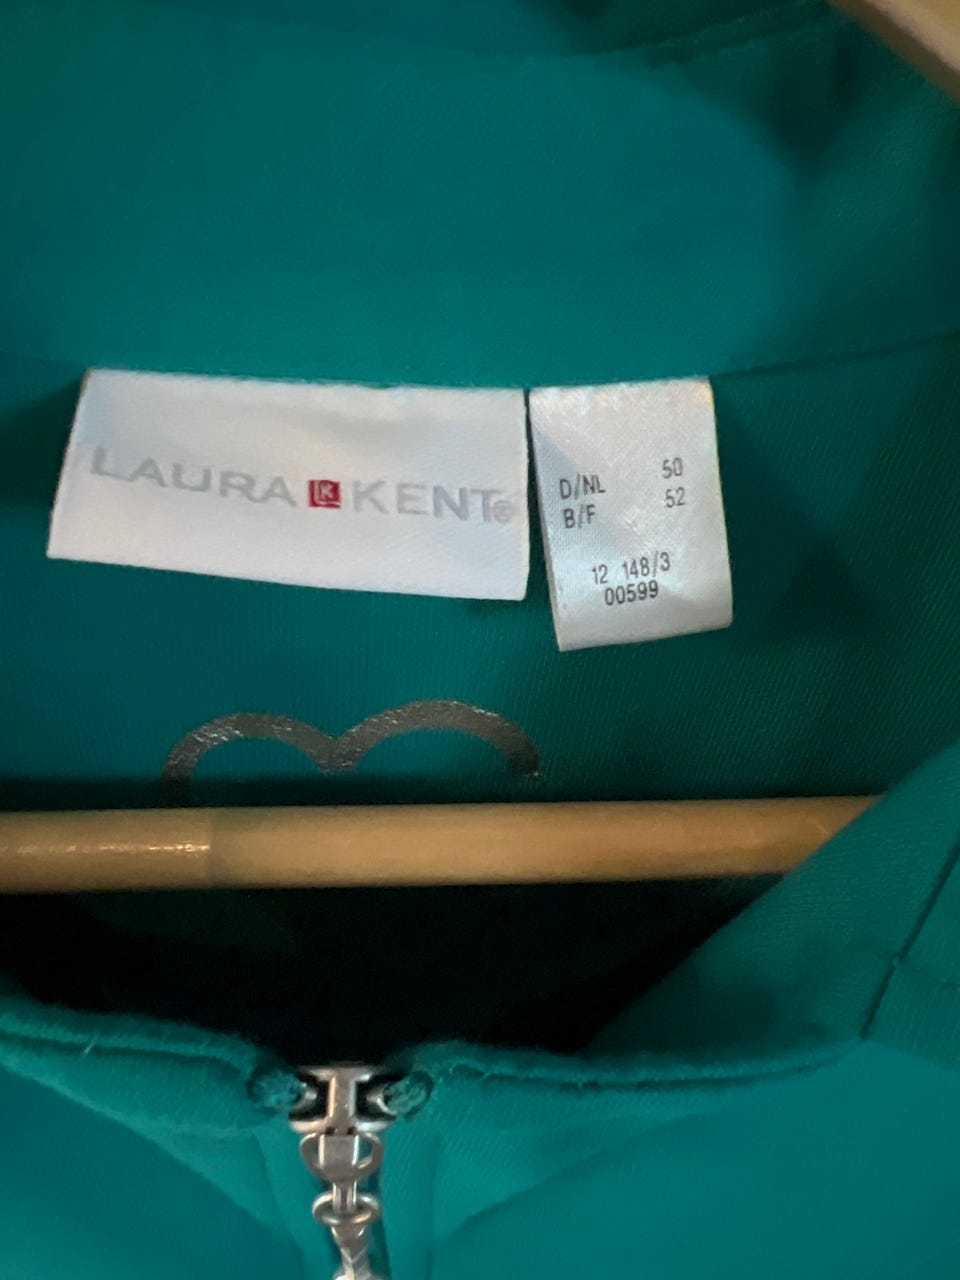 LAURA LK KENT®
D/NL 50
B/F 52
12 148/3
00599